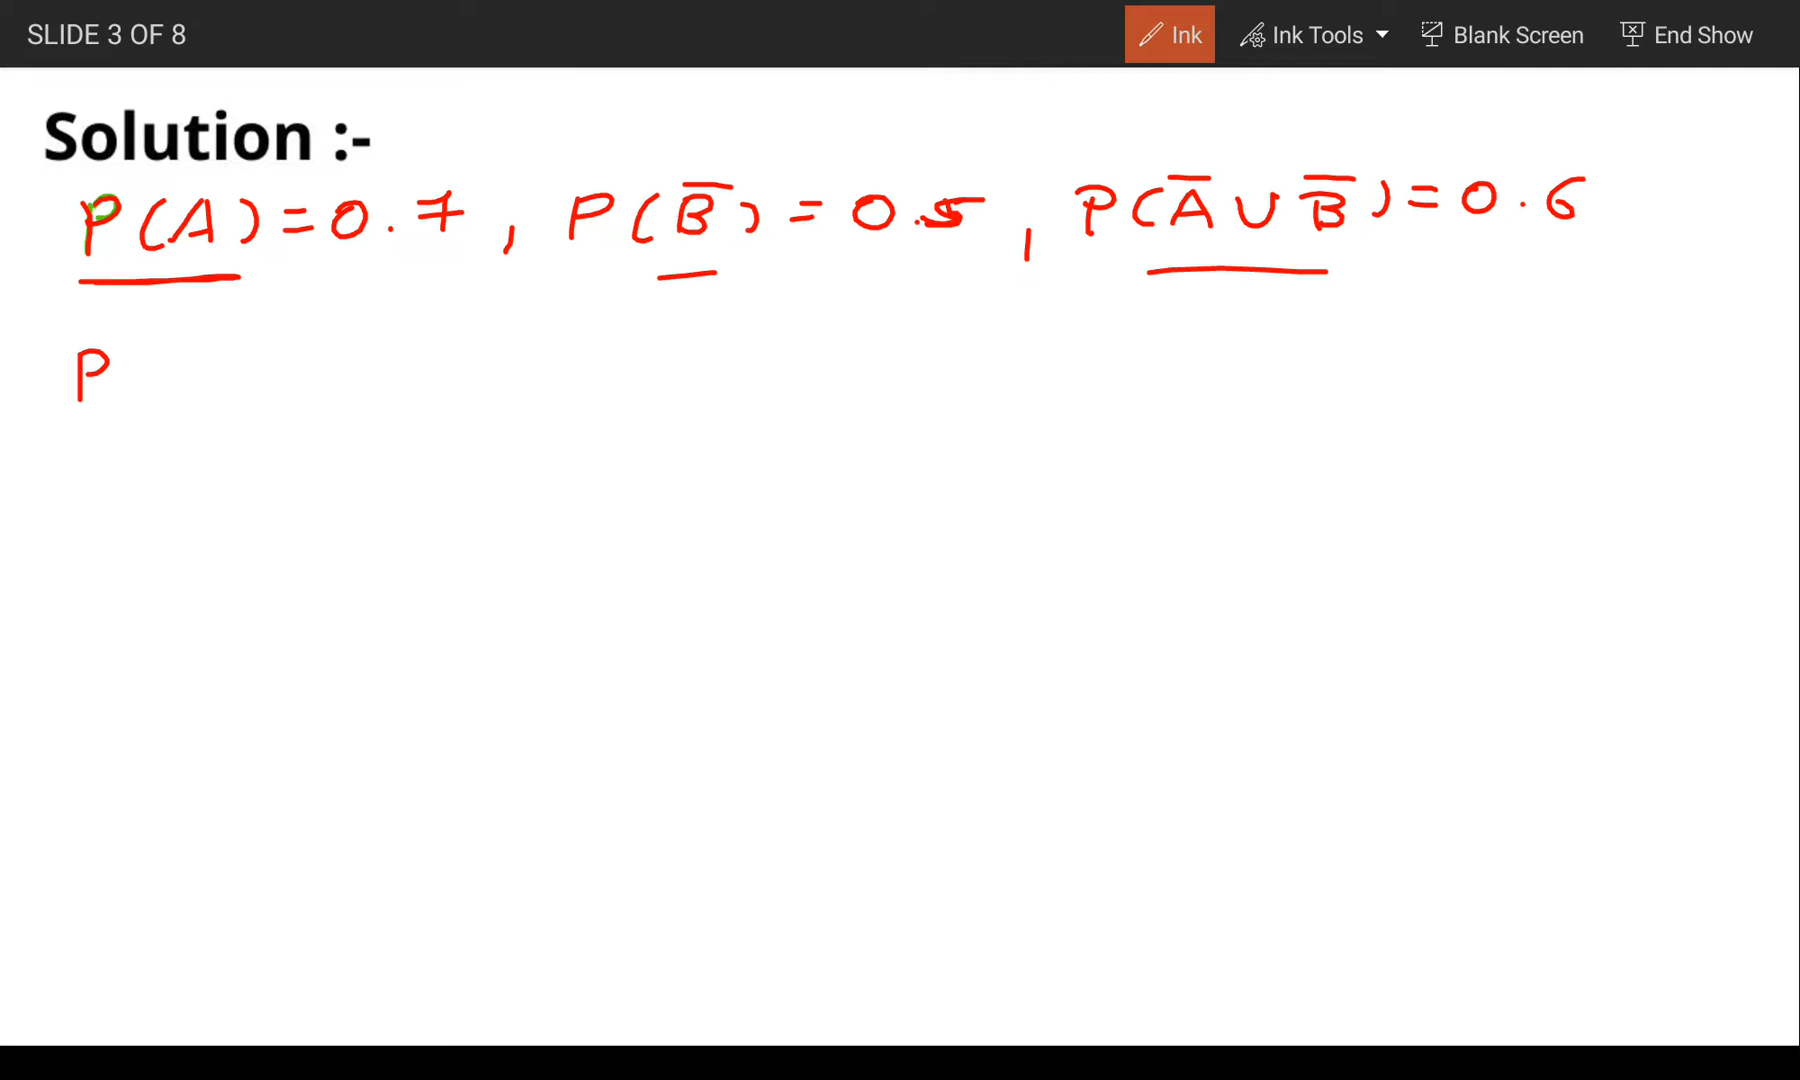 SLIDE 3 OF 8 Ink Ink Tools Blank Screen End Show
Solution :-
P(A) = 0.7, P(B̅) = 0.5, P(A̅ ∪ B̅) = 0.6
P